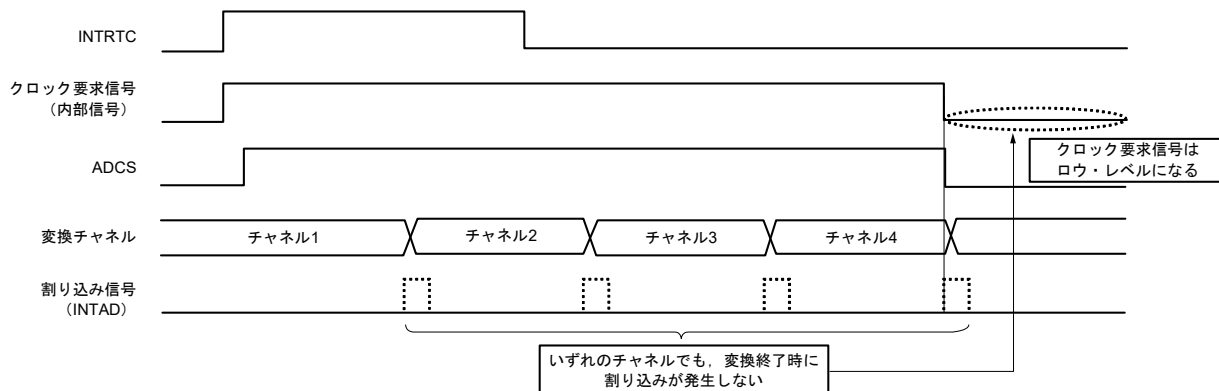 INTRTC
クロック要求信号
(内部信号)
ADCS
クロック要求信号は
ロウ・レベルになる
変換チャネル
チャネル1
チャネル2
チャネル3
チャネル4
割り込み信号
(INTAD)
いずれのチャネルでも,変換終了時に
割り込みが発生しない